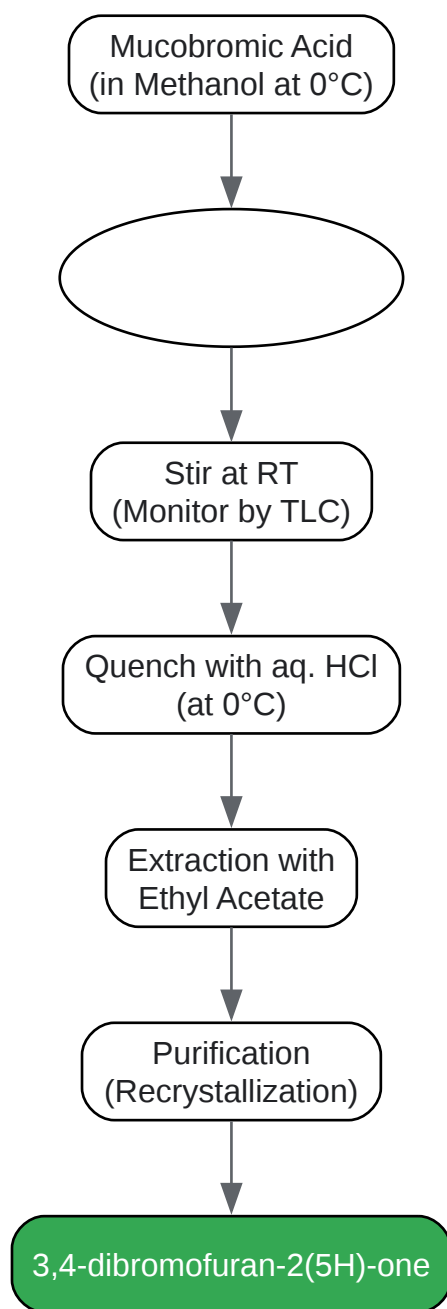 Mucobromic Acid
(in Methanol at 0°C)
Stir at RT
(Monitor by TLC)
Quench with aq. HCl
(at 0°C)
Extraction with
Ethyl Acetate
Purification
(Recrystallization)
3,4-dibromofuran-2(5H)-one